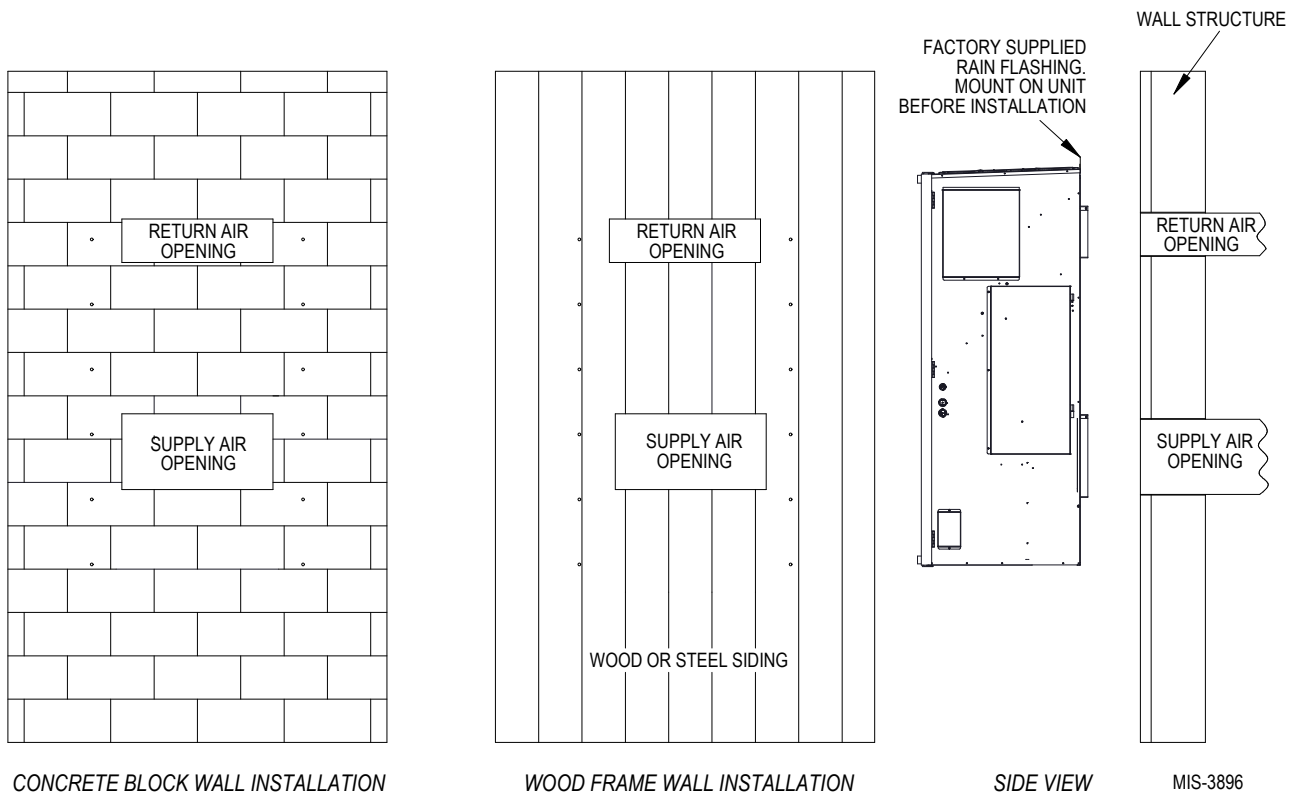 WALL STRUCTURE
FACTORY SUPPLIED
RAIN FLASHING.
MOUNT ON UNIT
BEFORE INSTALLATION
RETURN AIR
OPENING
RETURN AIR
OPENING
RETURN AIR
OPENING
SUPPLY AIR
OPENING
SUPPLY AIR
OPENING
SUPPLY AIR
OPENING
WOOD OR STEEL SIDING
CONCRETE BLOCK WALL INSTALLATION
WOOD FRAME WALL INSTALLATION
SIDE VIEW
MIS-3896